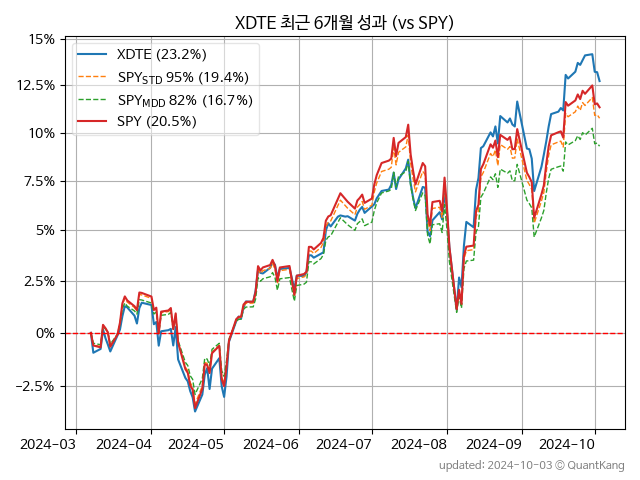 XDTE 최근 6개월 성과 (vs SPY)
XDTE (23.2%)
SPY_STD 95% (19.4%)
SPY_MDD 82% (16.7%)
SPY (20.5%)
15%
12.5%
10%
7.5%
5%
2.5%
0%
−2.5%
2024-03 2024-04 2024-05 2024-06 2024-07 2024-08 2024-09 2024-10
updated: 2024-10-03 © QuantKang